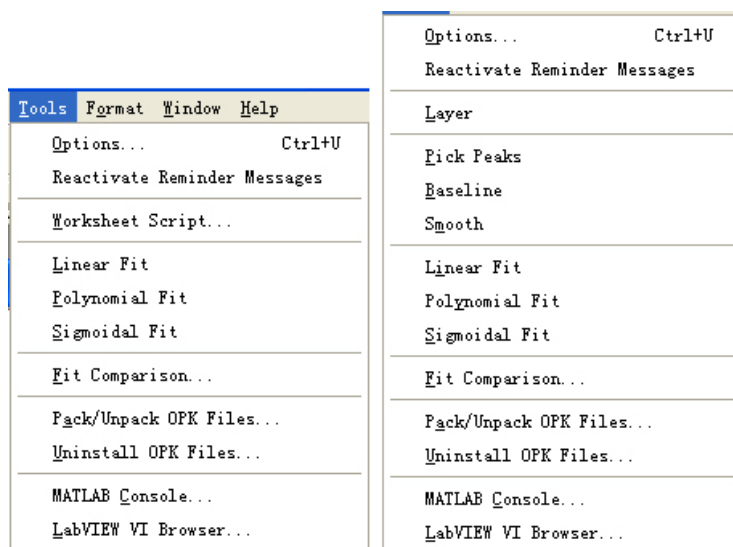 Tools Format Window Help
Options... Ctrl+U
Reactivate Reminder Messages
Worksheet Script...
Linear Fit
Polynomial Fit
Sigmoidal Fit
Fit Comparison...
Pack/Unpack OPK Files...
Uninstall OPK Files...
MATLAB Console...
LabVIEW VI Browser...
Options... Ctrl+U
Reactivate Reminder Messages
Layer
Pick Peaks
Baseline
Smooth
Linear Fit
Polynomial Fit
Sigmoidal Fit
Fit Comparison...
Pack/Unpack OPK Files...
Uninstall OPK Files...
MATLAB Console...
LabVIEW VI Browser...